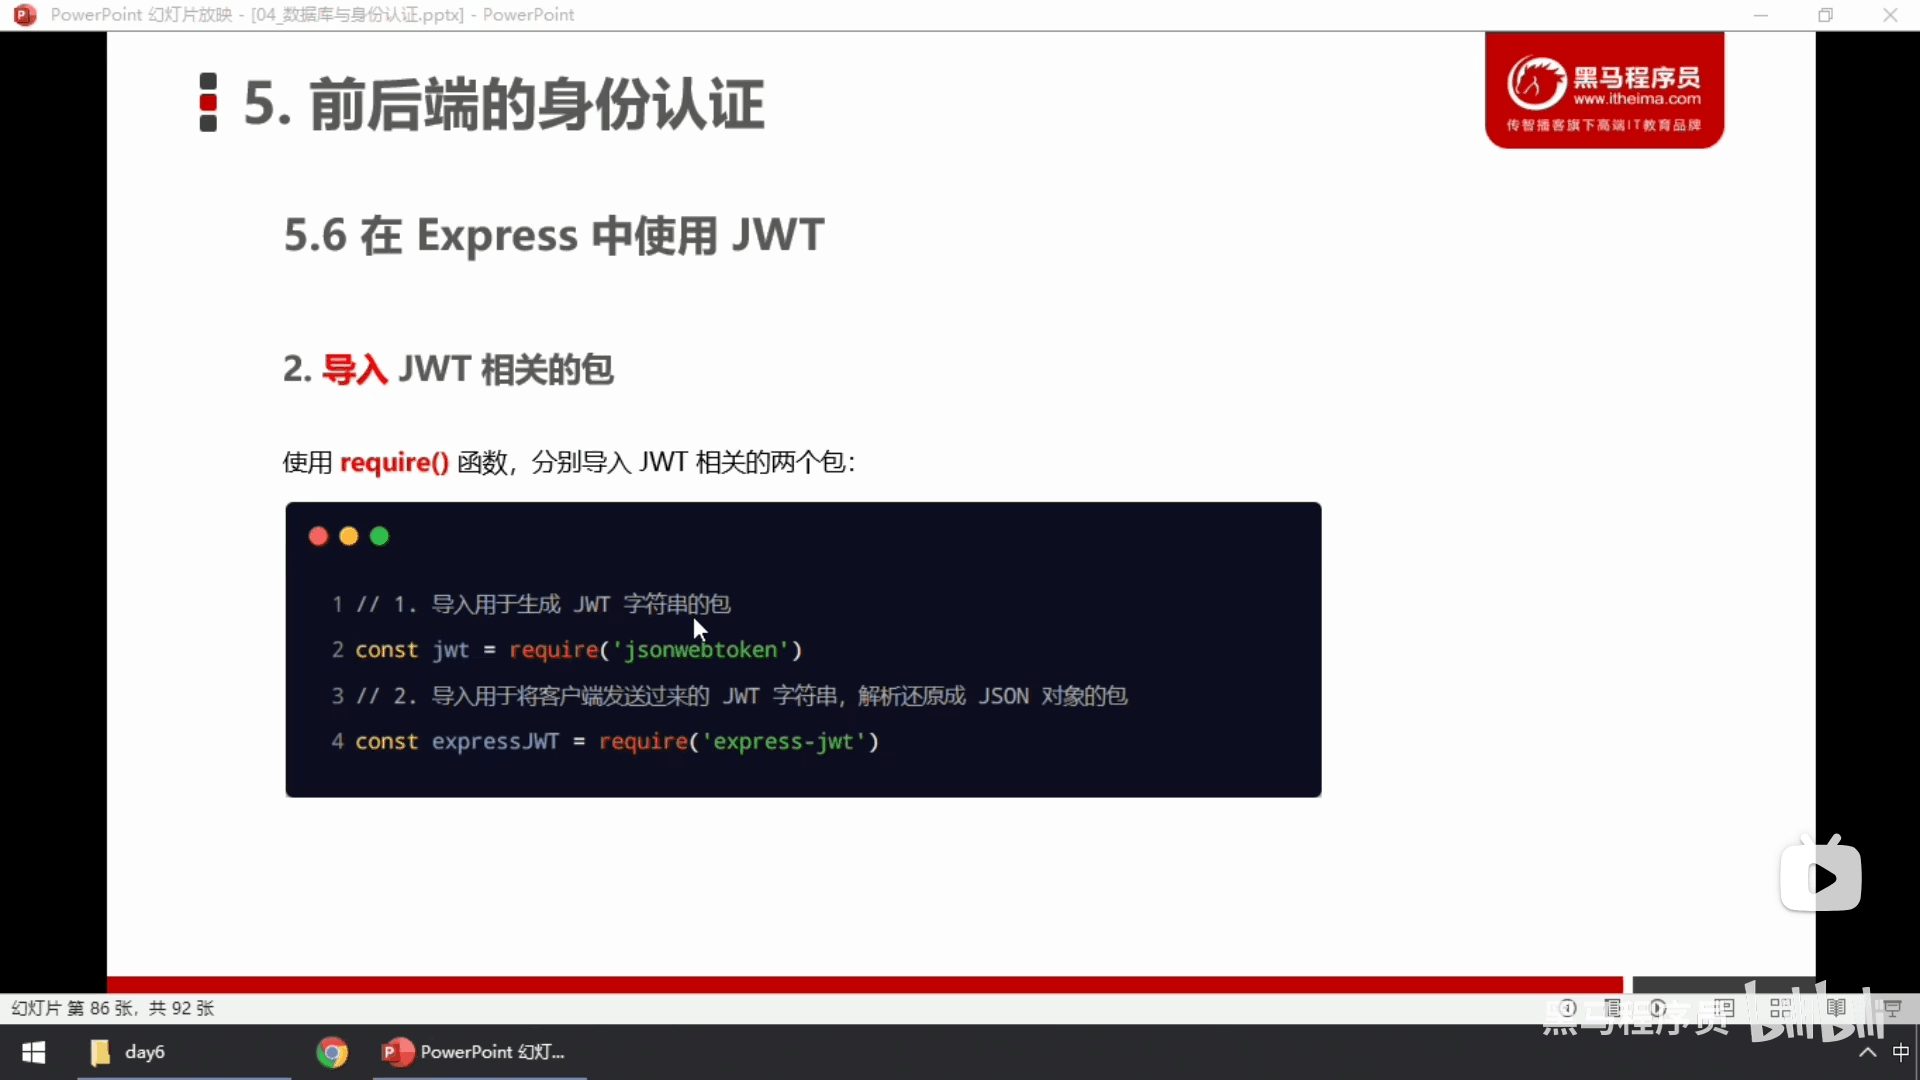 PowerPoint 幻灯片放映 - [04_数据库与身份认证.pptx] - PowerPoint
5. 前后端的身份认证
黑马程序员
www.itheima.com
传智播客旗下高端IT教育品牌
5.6 在 Express 中使用 JWT
2. 导入 JWT 相关的包
使用 require() 函数，分别导入 JWT 相关的两个包：
1 // 1. 导入用于生成 JWT 字符串的包
2 const jwt = require('jsonwebtoken')
3 // 2. 导入用于将客户端发送过来的 JWT 字符串，解析还原成 JSON 对象的包
4 const expressJWT = require('express-jwt')
幻灯片 第 86 张，共 92 张
黑马程序员 bilibili
day6
PowerPoint 幻灯...
中